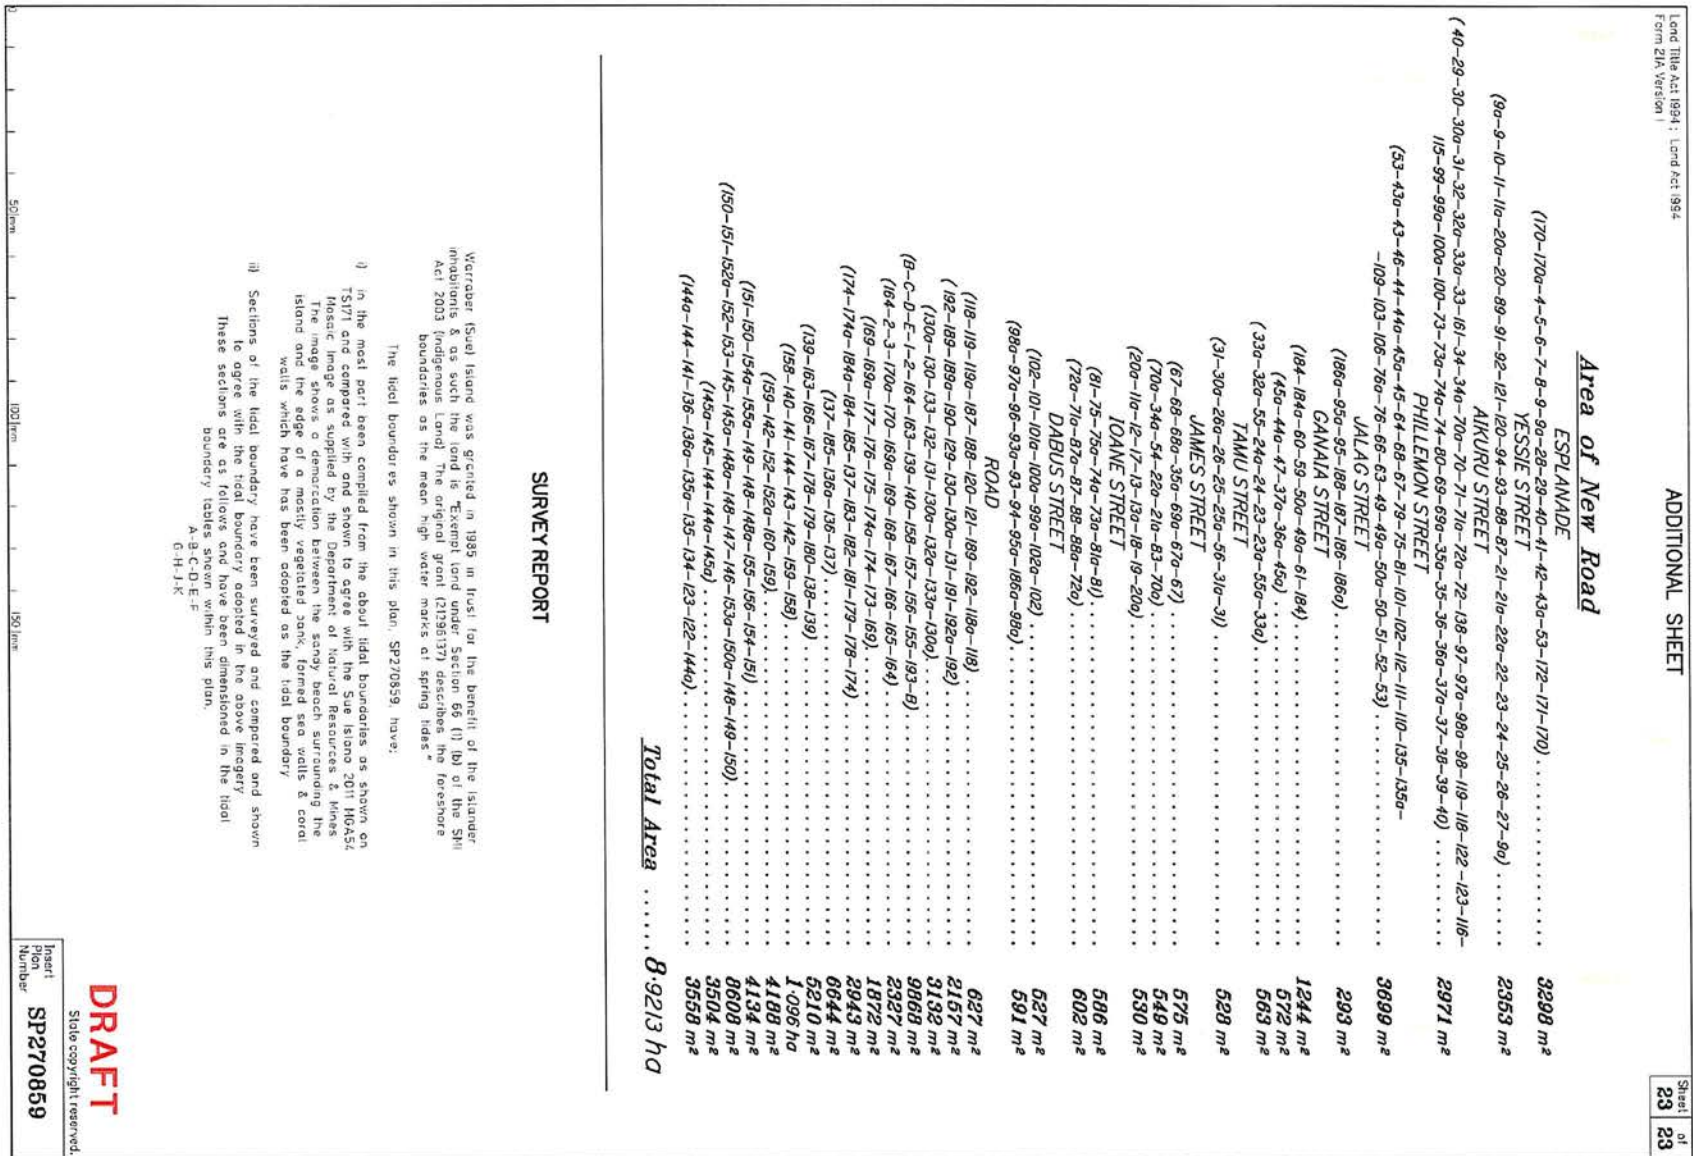 Land Title Act 1994 ; Land Act 1994
Form 21A Version 1
ADDITIONAL SHEET
Sheet of
23 23
Area of New Road
ESPLANADE
(170-170a-4-5-6-7-8-9-9a-28-29-40-41-42-43a-53-172-171-170) 3298 m²
YESSIE STREET
(9a-9-10-11-11a-20a-20-89-91-92-121-120-94-93-88-87-21-21a-22a-22-23-24-25-26-27-9a) 2353 m²
AIKURU STREET
(40-29-30-30a-31-32-32a-33a-33-161-34-34a-70a-70-71-71a-72a-72-138-97-97a-98a-98-119-118-122-123-116-
115-99-99a-100a-100-73-73a-74a-74-80-69-69a-35a-35-36-36a-37a-37-38-39-40) 2971 m²
PHILLEMON STREET
(53-43a-43-46-44-44a-45a-45-64-68-67-79-75-81-101-102-112-111-110-135-135a-
-109-103-106-76a-76-66-63-49-49a-50a-50-51-52-53) 3699 m²
JALAG STREET
(186a-95a-95-188-187-186-186a) 293 m²
GANAIA STREET
(184-184a-60-59-50a-49a-61-184) 1244 m²
(45a-44a-47-37a-36a-45a) 572 m²
(33a-32a-55-24a-24-23-23a-55a-33a) 563 m²
TAMU STREET
(31-30a-26a-26-25-25a-56-31a-31) 528 m²
JAMES STREET
(67-68-68a-35a-69a-67a-67) 575 m²
(70a-34a-54-22a-21a-83-70a) 549 m²
(20a-11a-12-17-13-13a-18-19-20a) 530 m²
IOANE STREET
(81-75-75a-74a-73a-81a-81) 586 m²
(72a-71a-87a-87-88-88a-72a) 602 m²
DABUS STREET
(102-101-101a-100a-99a-102a-102) 527 m²
(98a-97a-96-93a-93-94-95a-186a-98a) 591 m²
ROAD
(118-119-119a-187-188-120-121-189-192-118a-118) 627 m²
(192-189-189a-190-129-130-130a-131-191-192a-192) 2157 m²
(130a-130-133-132-131-130a-132a-133a-130a) 3132 m²
(B-C-D-E-1-2-164-163-139-140-158-157-156-155-193-B) 9868 m²
(164-2-3-170a-170-169a-169-168-167-166-165-164) 2327 m²
(169-169a-177-176-175-174a-174-173-169) 1872 m²
(174-174a-184a-184-185-137-183-182-181-179-178-174) 2943 m²
(137-185-136a-136-137) 6644 m²
(139-163-166-167-178-179-180-138-139) 5210 m²
(158-140-141-144-143-142-159-158) 1·096 ha
(159-142-152-152a-160-159) 4188 m²
(151-150-154a-155a-149-148-148a-155-156-154-151) 4134 m²
(150-151-152a-152-153-145-145a-148a-148-147-146-153a-150a-148-149-150) 8608 m²
(145a-145-144-144a-145a) 3504 m²
(144a-144-141-136-136a-135a-135-134-123-122-144a) 3558 m²
Total Area 8·9213 ha
SURVEY REPORT
Warraber (Sue) Island was granted in 1985 in trust for the benefit of the Islander
inhabitants & as such the land is "Exempt land under Section 66 (1) (b) of the SMI
Act 2003 (Indigenous Land) The original grant (21296137) describes the foreshore
boundaries as the mean high water marks at spring tides"
The tidal boundares shown in this plan, SP270859, have;
i) in the most part been compiled from the about tidal boundaries as shown on
TS171 and compared with and shown to agree with the Sue Island 2011 MGA54
Mosaic Image as supplied by the Department of Natural Resources & Mines
The image shows a demarcation between the sandy beach surrounding the
island and the edge of a mostly vegetated bank, formed sea walls & coral
walls which have has been adopted as the tidal boundary
ii) Sections of the tidal boundary have been surveyed and compared and shown
to agree with the tidal boundary adopted in the above imagery
These sections are as follows and have been dimensioned in the tidal
boundary tables shown within this plan.
A-B-C-D-E-F
G-H-J-K
DRAFT
State copyright reserved.
Insert
Plan
Number
SP270859
0 50mm 100mm 150mm